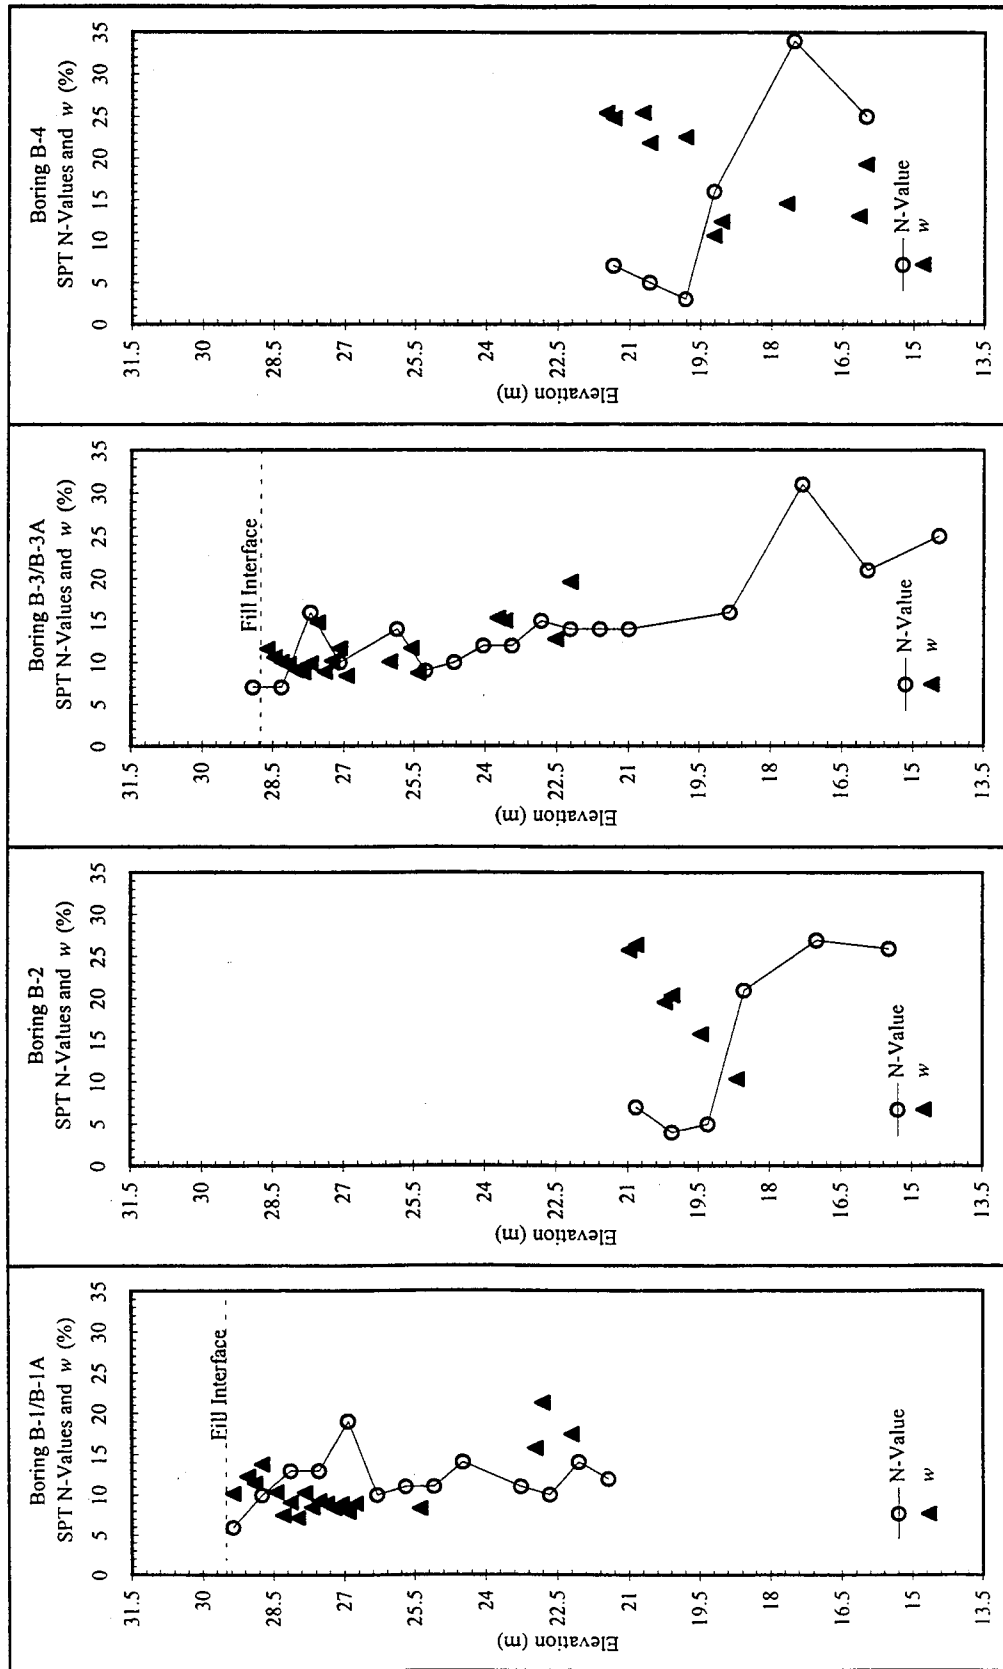 Boring B-1/B-1A
SPT N-Values and w (%)
0 5 10 15 20 25 30 35
31.5
30
28.5
27
25.5
24
22.5
21
19.5
18
16.5
15
13.5
Elevation (m)
Fill Interface
N-Value
w
Boring B-2
SPT N-Values and w (%)
0 5 10 15 20 25 30 35
31.5
30
28.5
27
25.5
24
22.5
21
19.5
18
16.5
15
13.5
Elevation (m)
N-Value
w
Boring B-3/B-3A
SPT N-Values and w (%)
0 5 10 15 20 25 30 35
31.5
30
28.5
27
25.5
24
22.5
21
19.5
18
16.5
15
13.5
Elevation (m)
Fill Interface
N-Value
w
Boring B-4
SPT N-Values and w (%)
0 5 10 15 20 25 30 35
31.5
30
28.5
27
25.5
24
22.5
21
19.5
18
16.5
15
13.5
Elevation (m)
N-Value
w